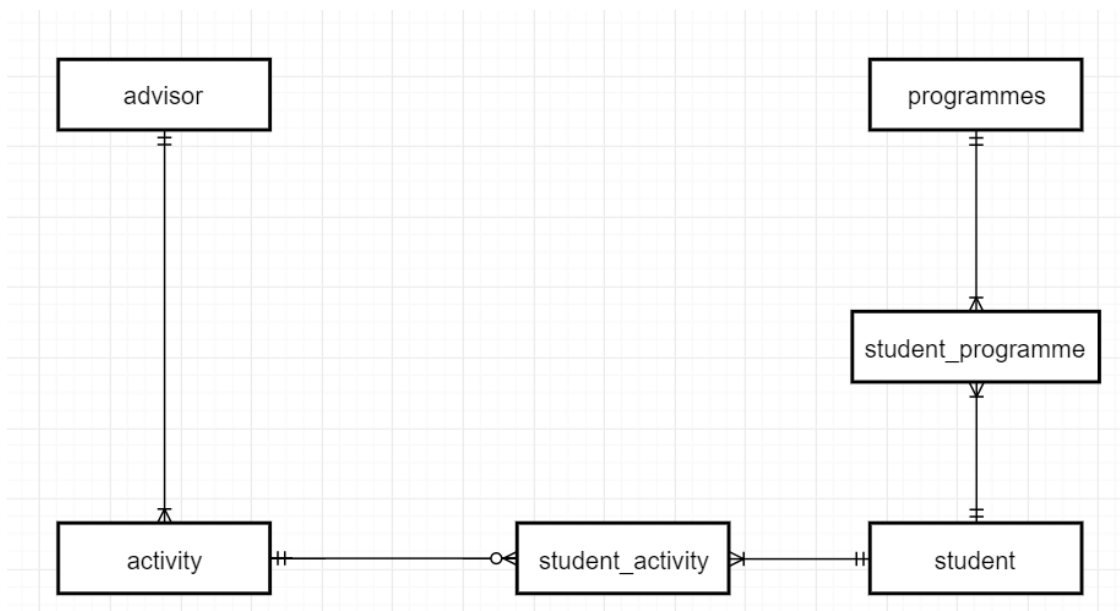 advisor
programmes
student_programme
activity
student_activity
student